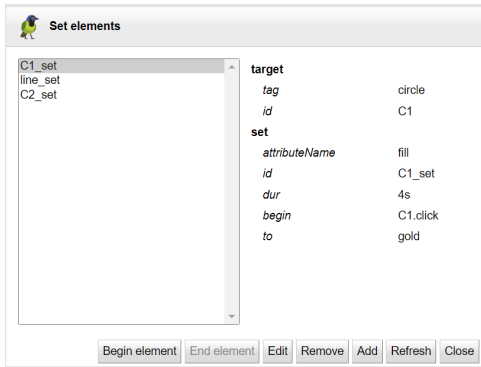 Set elements
C1_set
line_set
C2_set
target
tag circle
id C1
set
attributeName fill
id C1_set
dur 4s
begin C1.click
to gold
Begin element End element Edit Remove Add Refresh Close